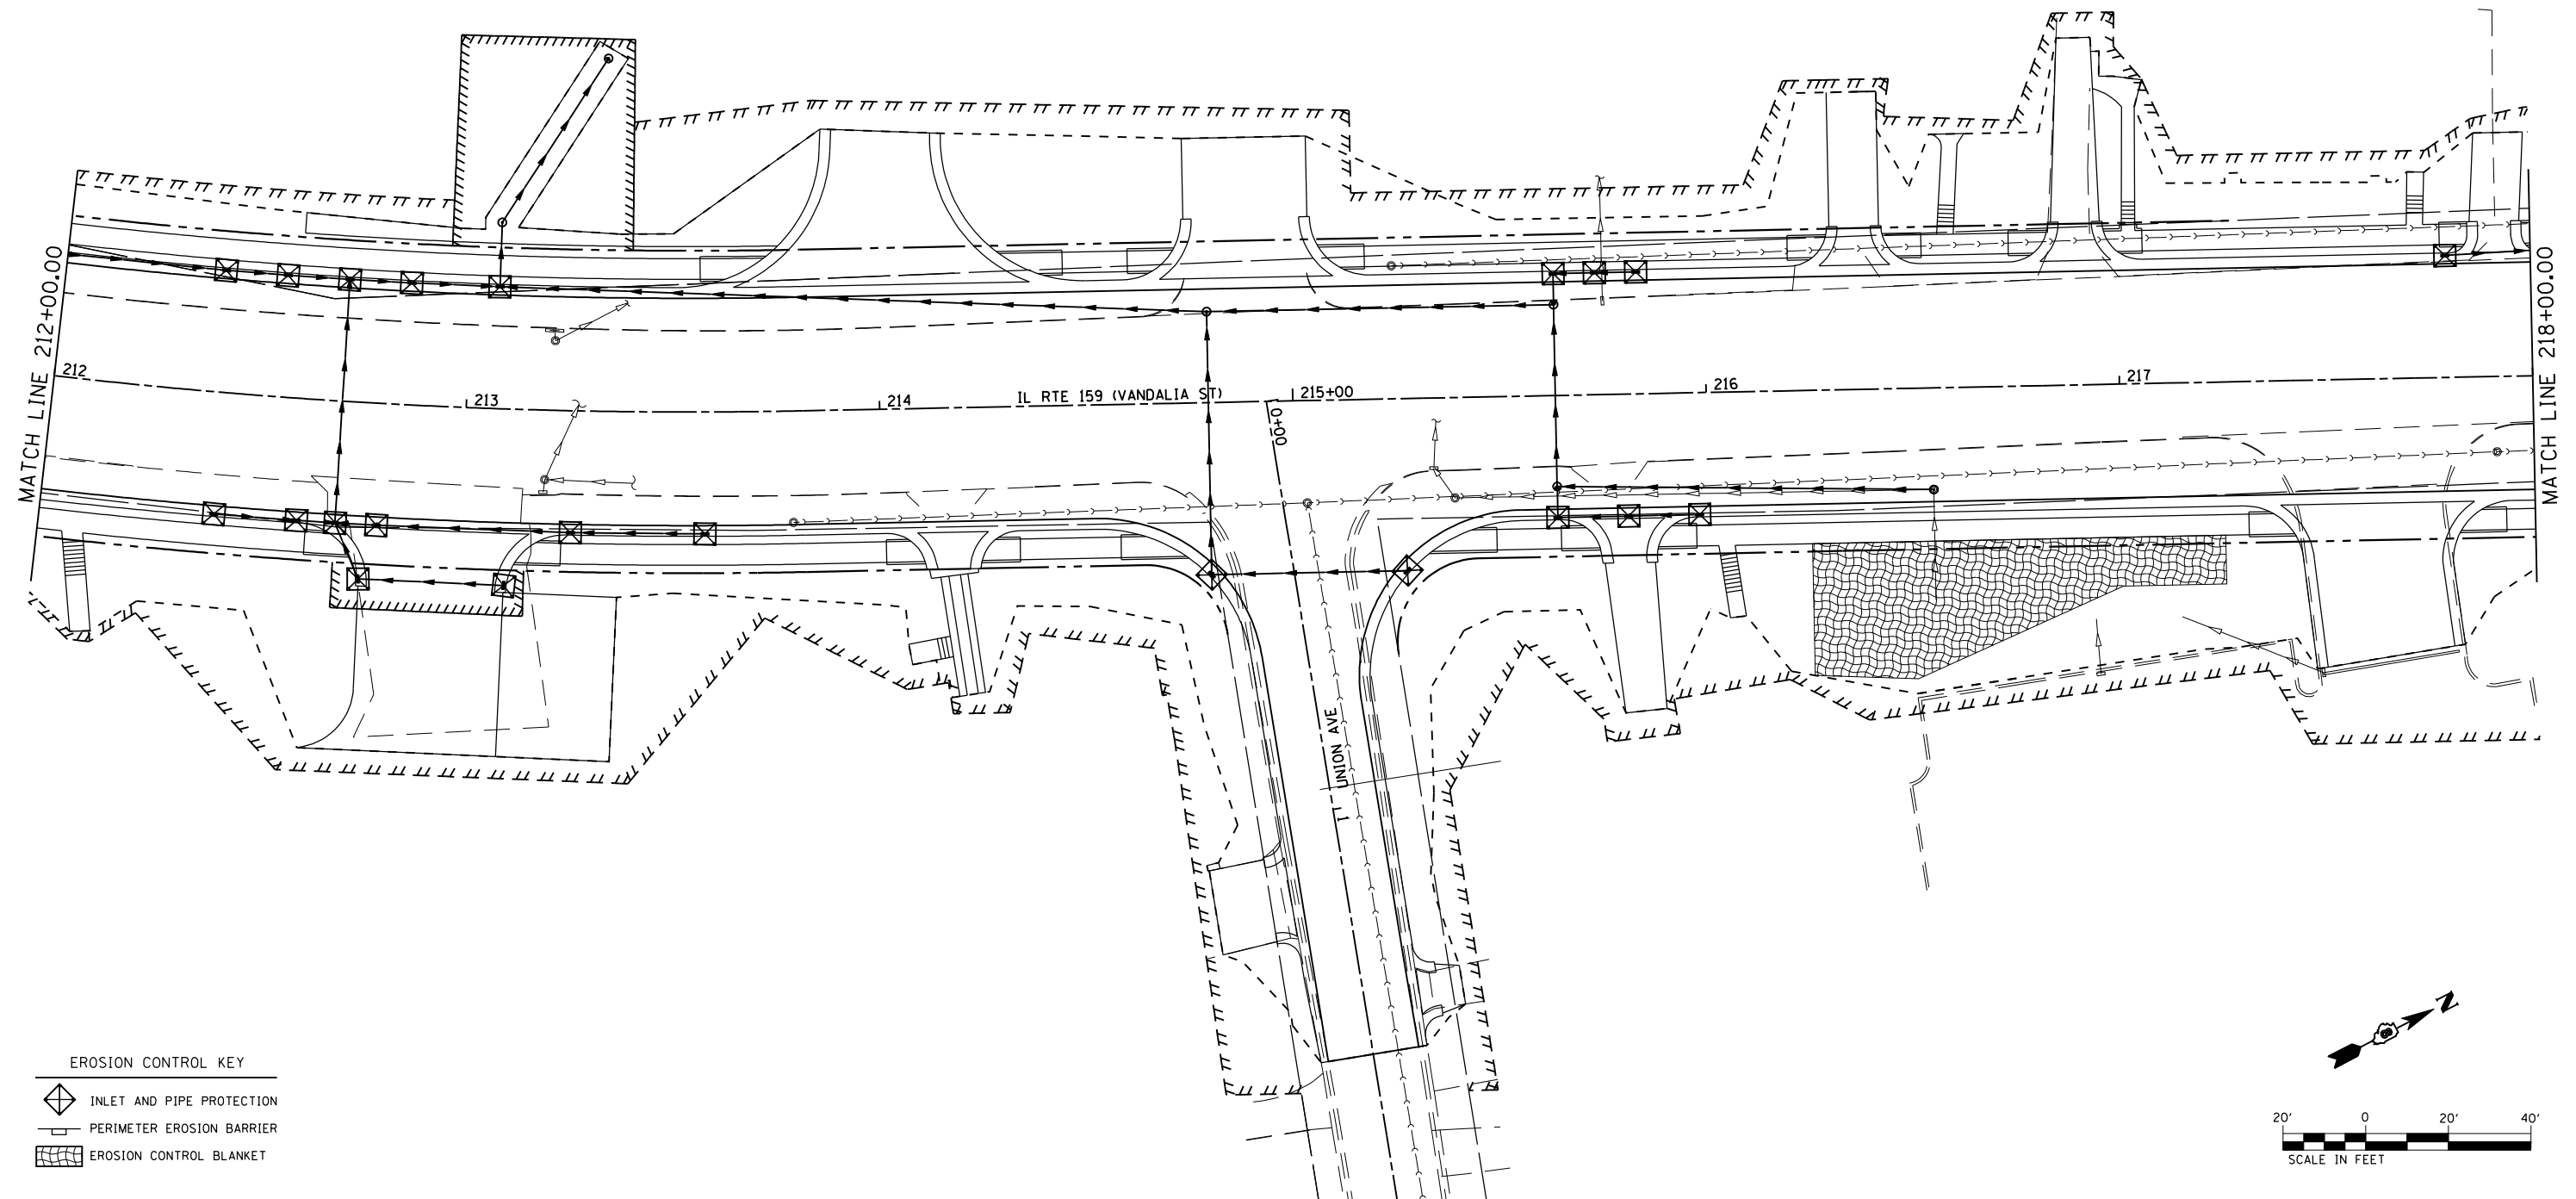 MATCH LINE 212+00.00
212
213
214
IL RTE 159 (VANDALIA ST)
215+00
216
217
MATCH LINE 218+00.00
0+00
UNION AVE
1
N
EROSION CONTROL KEY
INLET AND PIPE PROTECTION
PERIMETER EROSION BARRIER
EROSION CONTROL BLANKET
20' 0 20' 40'
SCALE IN FEET